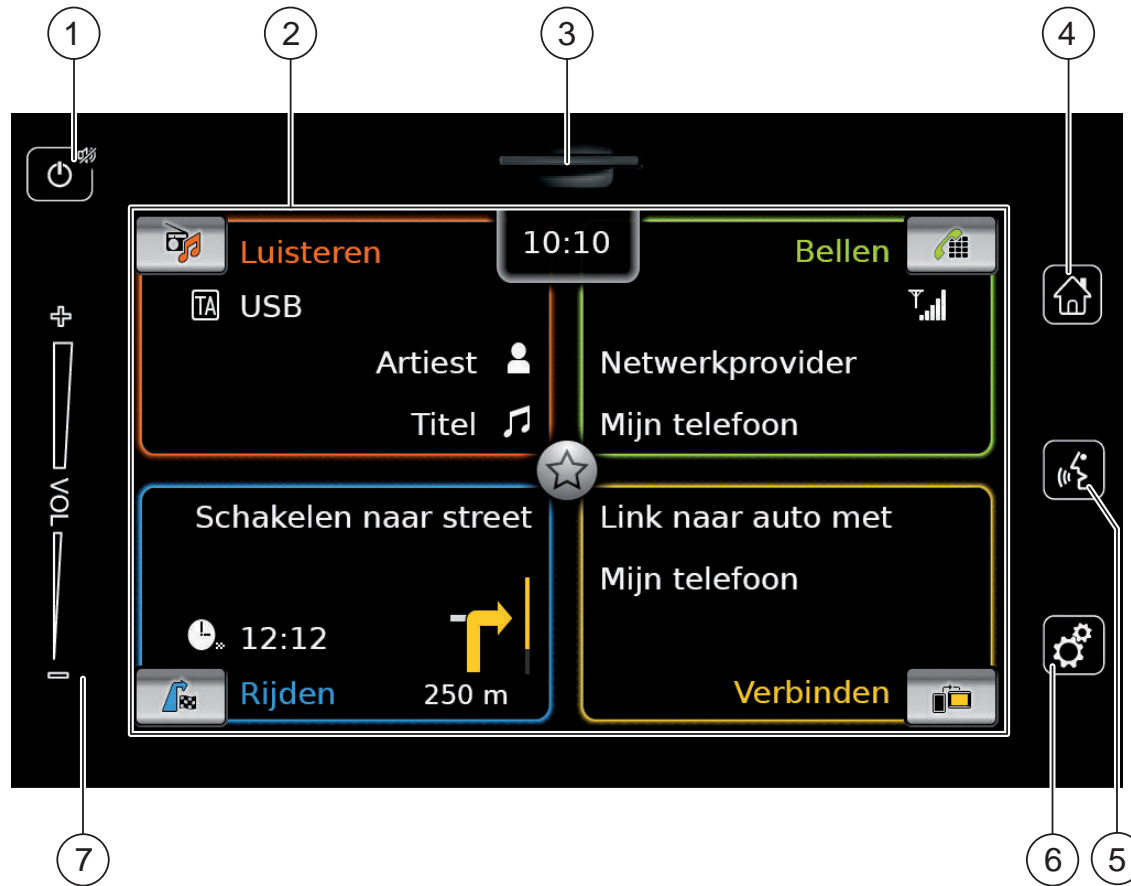 1
2
3
4
Luisteren
10:10
Bellen
TA USB
Artiest
Netwerkprovider
Titel
Mijn telefoon
VOL
Schakelen naar street
Link naar auto met
Mijn telefoon
12:12
Rijden
250 m
Verbinden
7
6
5